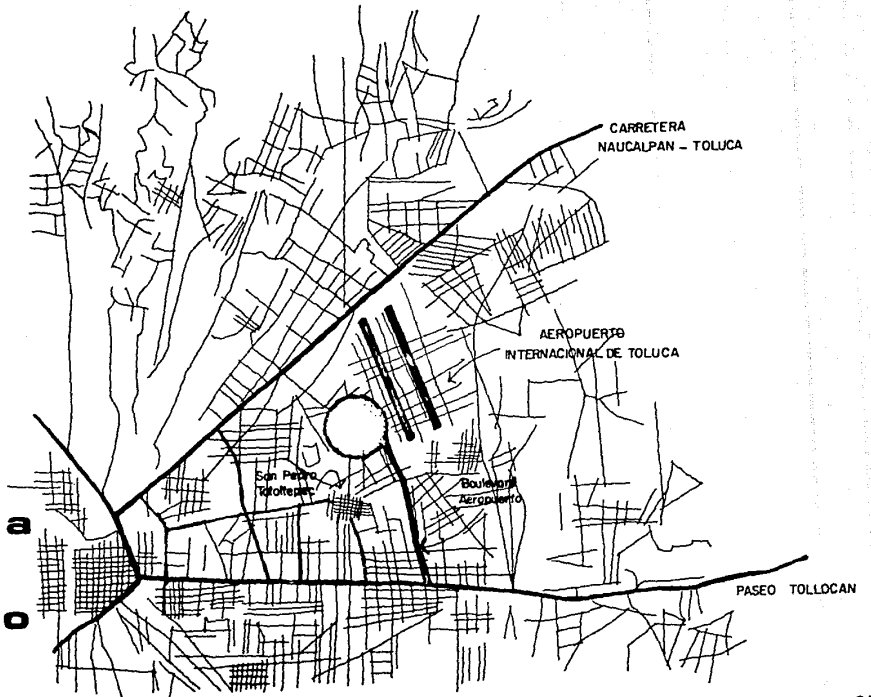 CARRETERA
NAUCALPAN – TOLUCA
AEROPUERTO
INTERNACIONAL DE TOLUCA
San Pedro
Totoltepec
Boulevard
Aeropuerto
a
o
PASEO TOLLOCAN